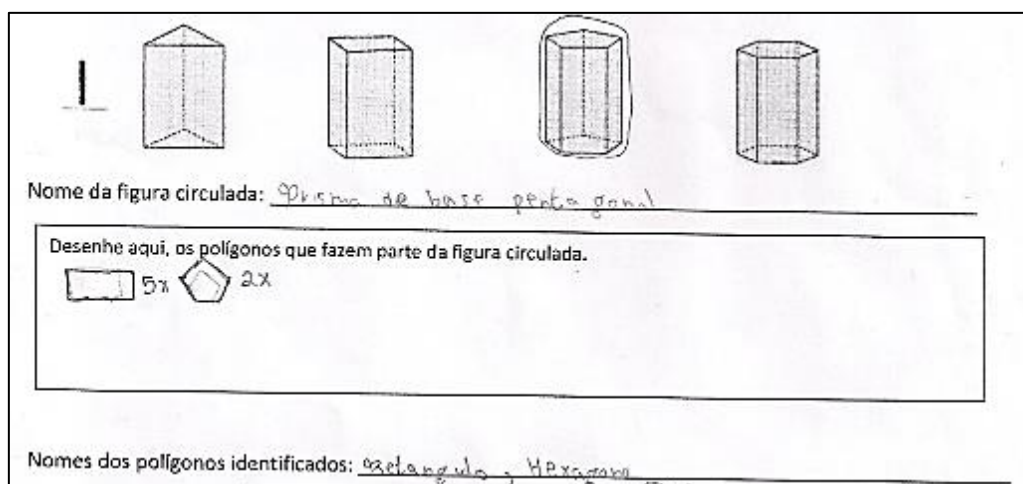 Nome da figura circulada: Prisma de base pentagonal
Desenhe aqui, os polígonos que fazem parte da figura circulada.
5x 2x
Nomes dos polígonos identificados: retangulo, Hexagono